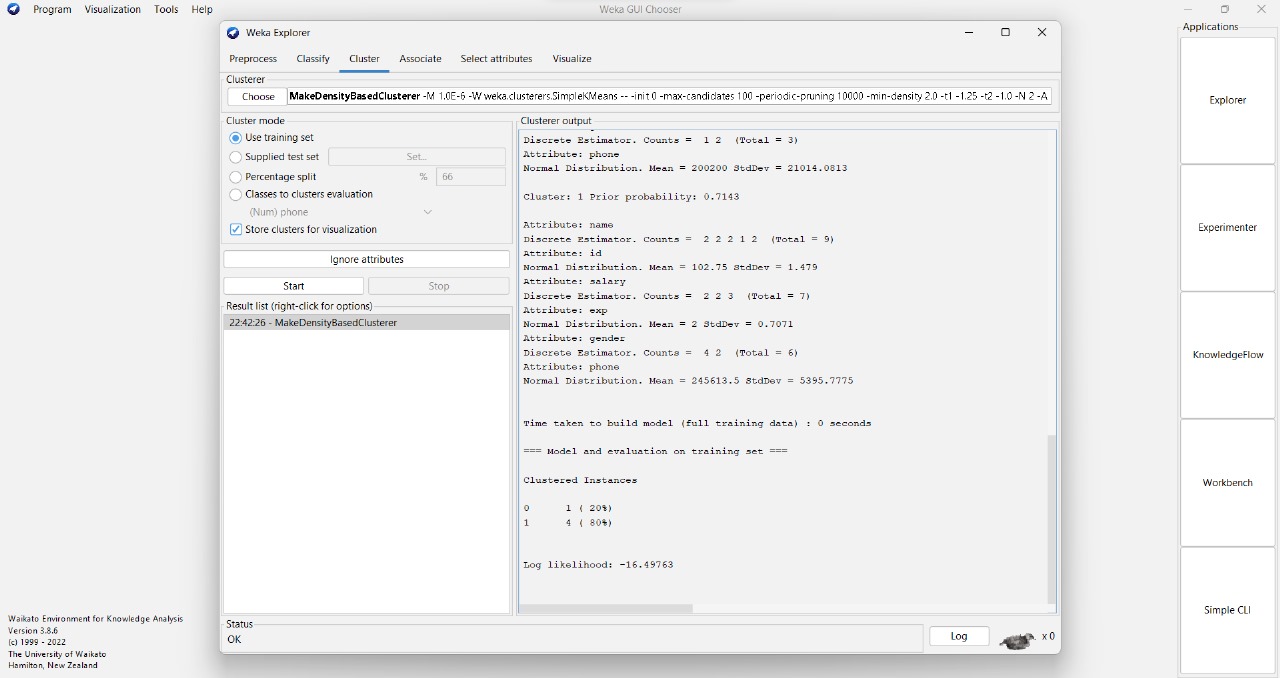 Program Visualization Tools Help
Weka GUI Chooser
Applications
Explorer
Experimenter
KnowledgeFlow
Workbench
Simple CLI
Waikato Environment for Knowledge Analysis
Version 3.8.6
(c) 1999 - 2022
The University of Waikato
Hamilton, New Zealand
Weka Explorer
Preprocess Classify Cluster Associate Select attributes Visualize
Clusterer
Choose MakeDensityBasedClusterer -M 1.0E-6 -W weka.clusterers.SimpleKMeans -- -init 0 -max-candidates 100 -periodic-pruning 10000 -min-density 2.0 -t1 -1.25 -t2 -1.0 -N 2 -A
Cluster mode
Use training set
Supplied test set Set...
Percentage split % 66
Classes to clusters evaluation
(Num) phone
Store clusters for visualization
Ignore attributes
Start Stop
Result list (right-click for options)
22:42:26 - MakeDensityBasedClusterer
Clusterer output
Discrete Estimator. Counts = 1 2 (Total = 3)
Attribute: phone
Normal Distribution. Mean = 200200 StdDev = 21014.0813
Cluster: 1 Prior probability: 0.7143
Attribute: name
Discrete Estimator. Counts = 2 2 2 1 2 (Total = 9)
Attribute: id
Normal Distribution. Mean = 102.75 StdDev = 1.479
Attribute: salary
Discrete Estimator. Counts = 2 2 3 (Total = 7)
Attribute: exp
Normal Distribution. Mean = 2 StdDev = 0.7071
Attribute: gender
Discrete Estimator. Counts = 4 2 (Total = 6)
Attribute: phone
Normal Distribution. Mean = 245613.5 StdDev = 5395.7775
Time taken to build model (full training data) : 0 seconds
=== Model and evaluation on training set ===
Clustered Instances
0 1 ( 20%)
1 4 ( 80%)
Log likelihood: -16.49763
Status
OK
Log x 0